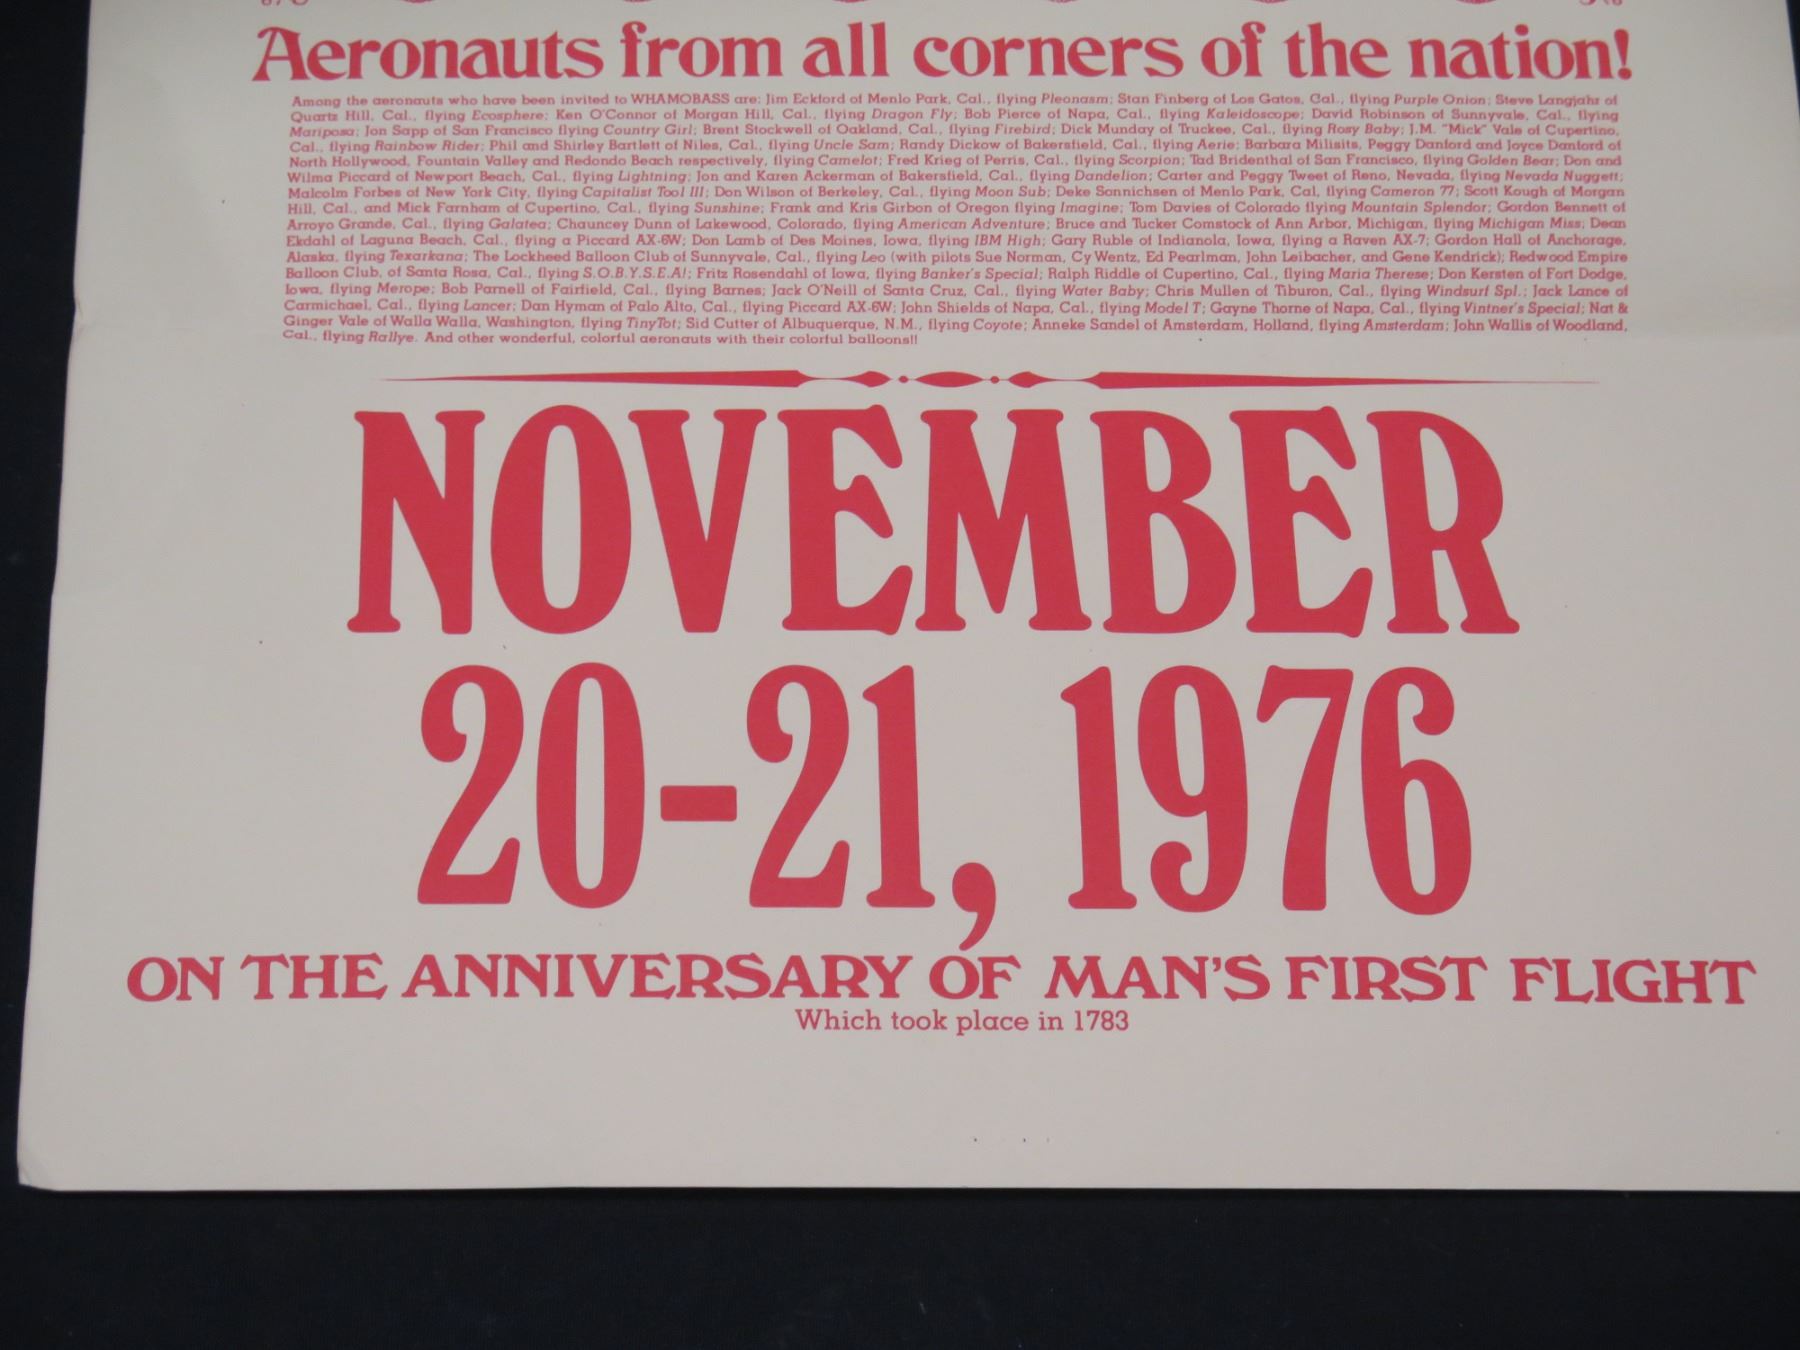 Aeronauts from all corners of the nation!
Among the aeronauts who have been invited to WHAMOBASS are: Jim Eckford of Menlo Park, Cal., flying Pleonasm; Stan Finberg of Los Gatos, Cal., flying Purple Onion; Steve Langjahr of
Quartz Hill, Cal., flying Ecosphere; Ken O'Connor of Morgan Hill, Cal., flying Dragon Fly; Bob Pierce of Napa, Cal., flying Kaleidoscope; David Robinson of Sunnyvale, Cal., flying
Mariposa; Jon Sapp of San Francisco flying Country Girl; Brent Stockwell of Oakland, Cal., flying Firebird; Dick Munday of Truckee, Cal., flying Rosy Baby; J.M. "Mick" Vale of Cupertino,
Cal., flying Rainbow Rider; Phil and Shirley Bartlett of Niles, Cal., flying Uncle Sam; Randy Dickow of Bakersfield, Cal., flying Aerie; Barbara Milisits, Peggy Danford and Joyce Danford of
North Hollywood, Fountain Valley and Redondo Beach respectively, flying Camelot; Fred Krieg of Perris, Cal., flying Scorpion; Tad Bridenthal of San Francisco, flying Golden Bear; Don and
Wilma Piccard of Newport Beach, Cal., flying Lightning; Jon and Karen Ackerman of Bakersfield, Cal., flying Dandelion; Carter and Peggy Tweet of Reno, Nevada, flying Nevada Nuggett;
Malcolm Forbes of New York City, flying Capitalist Tool III; Don Wilson of Berkeley, Cal., flying Moon Sub; Deke Sonnichsen of Menlo Park, Cal, flying Cameron 77; Scott Kough of Morgan
Hill, Cal., and Mick Farnham of Cupertino, Cal., flying Sunshine; Frank and Kris Girbon of Oregon flying Imagine; Tom Davies of Colorado flying Mountain Splendor; Gordon Bennett of
Arroyo Grande, Cal., flying Galatea; Chauncey Dunn of Lakewood, Colorado, flying American Adventure; Bruce and Tucker Comstock of Ann Arbor, Michigan, flying Michigan Miss; Dean
Ekdahl of Laguna Beach, Cal., flying a Piccard AX-6W; Don Lamb of Des Moines, Iowa, flying IBM High; Gary Ruble of Indianola, Iowa, flying a Raven AX-7; Gordon Hall of Anchorage,
Alaska, flying Texarkana; The Lockheed Balloon Club of Sunnyvale, Cal., flying Leo (with pilots Sue Norman, Cy Wentz, Ed Pearlman, John Leibacher, and Gene Kendrick); Redwood Empire
Balloon Club, of Santa Rosa, Cal., flying S.O.B.Y.S.E.A!; Fritz Rosendahl of Iowa, flying Banker's Special; Ralph Riddle of Cupertino, Cal., flying Maria Therese; Don Kersten of Fort Dodge,
Iowa, flying Merope; Bob Parnell of Fairfield, Cal., flying Barnes; Jack O'Neill of Santa Cruz, Cal., flying Water Baby; Chris Mullen of Tiburon, Cal., flying Windsurf Spl.; Jack Lance of
Carmichael, Cal., flying Lancer; Dan Hyman of Palo Alto, Cal., flying Piccard AX-6W; John Shields of Napa, Cal., flying Model T; Gayne Thorne of Napa, Cal., flying Vintner's Special; Nat &
Ginger Vale of Walla Walla, Washington, flying TinyTot; Sid Cutter of Albuquerque, N.M., flying Coyote; Anneke Sandel of Amsterdam, Holland, flying Amsterdam; John Wallis of Woodland,
Cal., flying Rallye. And other wonderful, colorful aeronauts with their colorful balloons!!
NOVEMBER
20-21, 1976
ON THE ANNIVERSARY OF MAN'S FIRST FLIGHT
Which took place in 1783